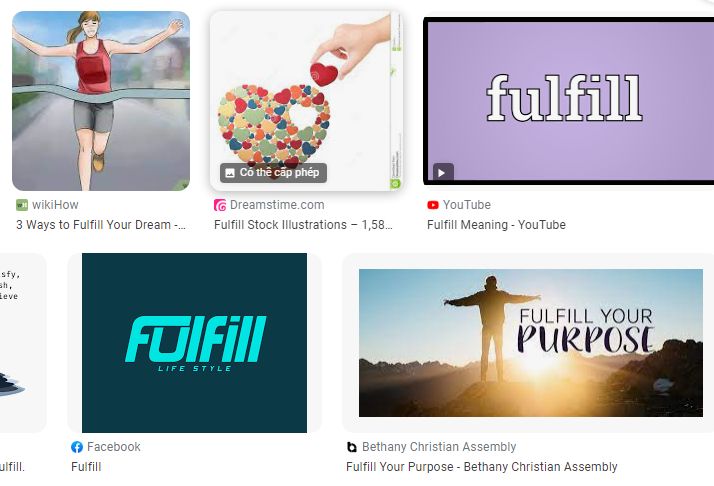 fulfill
Có thể cấp phép
wikiHow
3 Ways to Fulfill Your Dream -...
Dreamstime.com
Fulfill Stock Illustrations – 1,58...
YouTube
Fulfill Meaning - YouTube
sfy,
sh,
ieve
Fulfill
LIFE STYLE
FULFILL YOUR
PURPOSE
ulfill.
Facebook
Fulfill
Bethany Christian Assembly
Fulfill Your Purpose - Bethany Christian Assembly